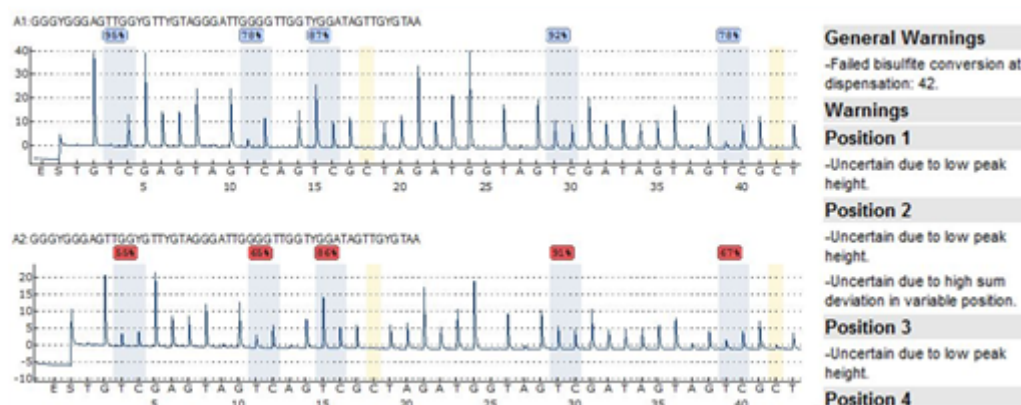 A1: GGGYGGGAGTTGGYGTTYGTAGGGATTGGGGTTGGTYGGATAGTTGYGTAA
95% 78% 87% 92% 78%
40
30
20
10
0
E S T G T C G A G T A G T C A G T C G C T A G A T G G T A G T C G A T A G T A G T C G C T
5 10 15 20 25 30 35 40
A2: GGGYGGGAGTTGGYGTTYGTAGGGATTGGGGTTGGTYGGATAGTTGYGTAA
55% 65% 86% 91% 67%
20
15
10
5
0
-5
-10
E S T G T C G A G T A G T C A G T C G C T A G A T G G T A G T C G A T A G T A G T C G C T
5 10 15 20 25 30 35 40
General Warnings
-Failed bisulfite conversion at
dispensation: 42.
Warnings
Position 1
-Uncertain due to low peak
height.
Position 2
-Uncertain due to low peak
height.
-Uncertain due to high sum
deviation in variable position.
Position 3
-Uncertain due to low peak
height.
Position 4